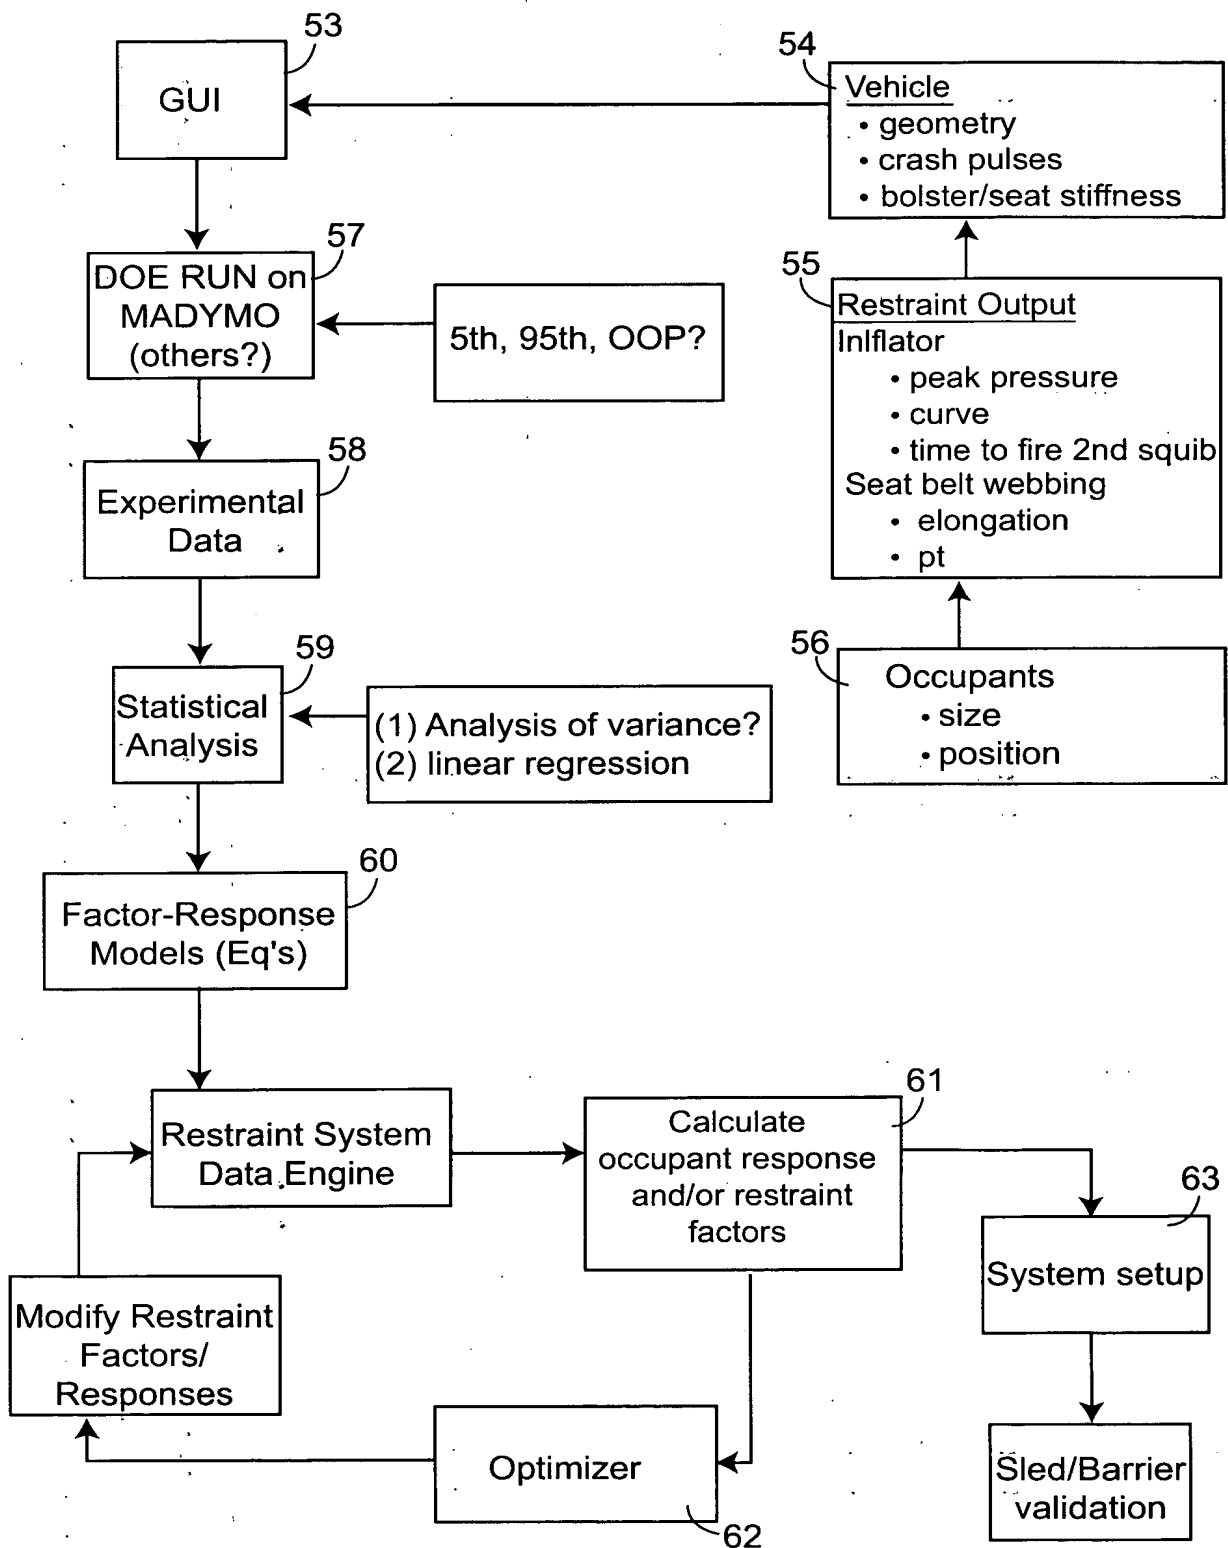 53
GUI
54
Vehicle
• geometry
• crash pulses
• bolster/seat stiffness
57
DOE RUN on
MADYMO
(others?)
5th, 95th, OOP?
55
Restraint Output
Inlflator
• peak pressure
• curve
• time to fire 2nd squib
Seat belt webbing
• elongation
• pt
58
Experimental
Data
56
Occupants
• size
• position
59
Statistical
Analysis
(1) Analysis of variance?
(2) linear regression
60
Factor-Response
Models (Eq's)
Restraint System
Data Engine
61
Calculate
occupant response
and/or restraint
factors
63
System setup
Modify Restraint
Factors/
Responses
Optimizer
62
Sled/Barrier
validation